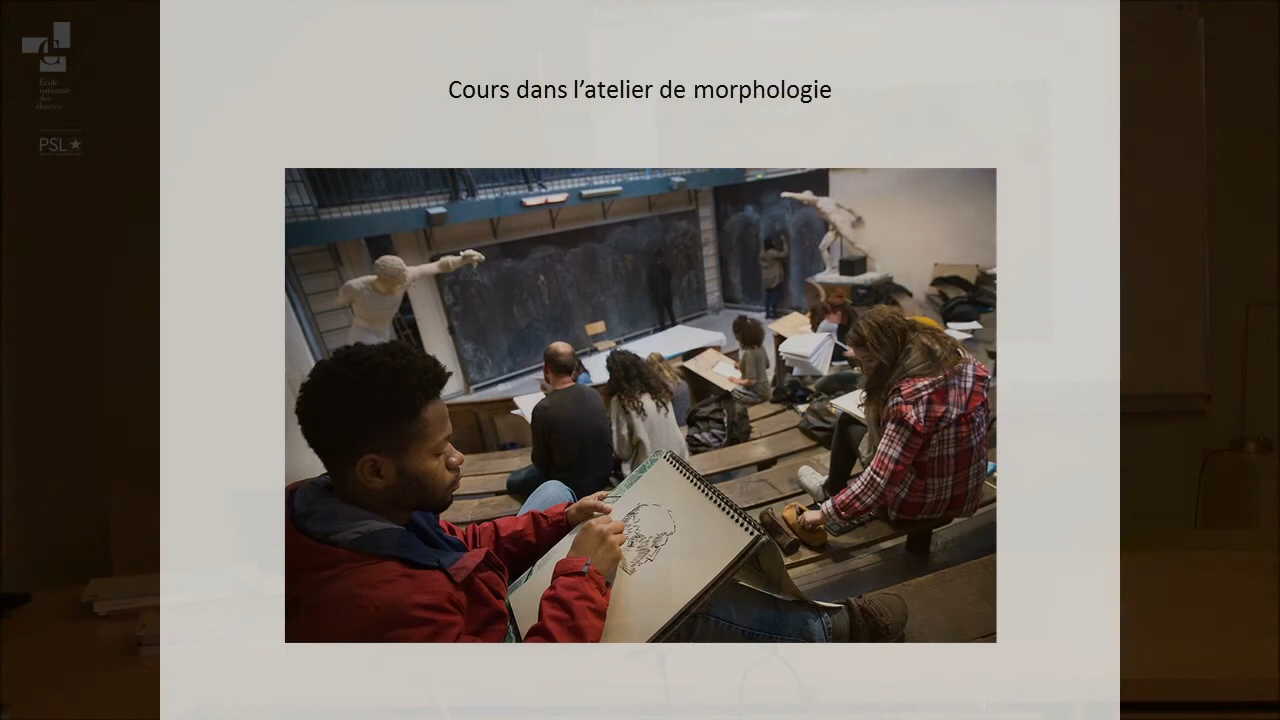 École
nationale
des
chartes
PSL★
Cours dans l'atelier de morphologie